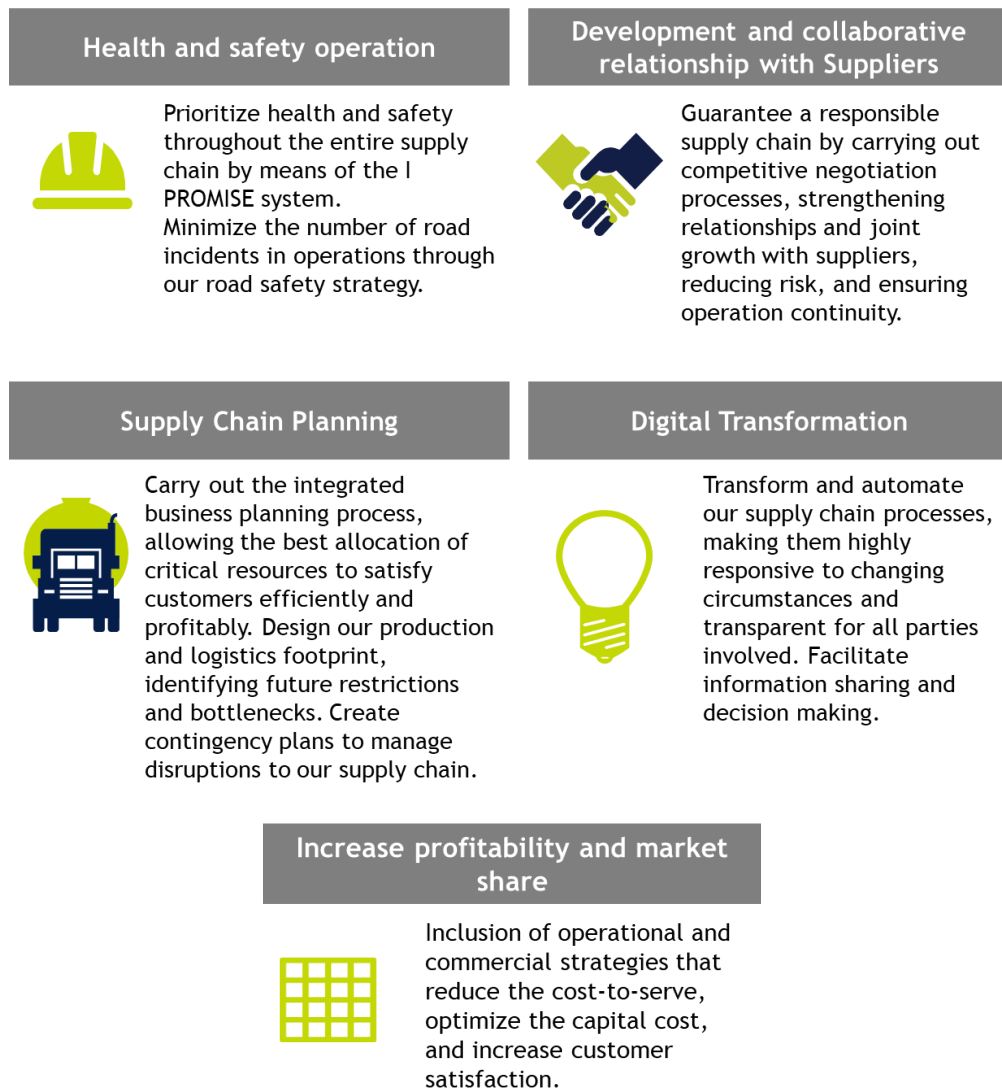 Health and safety operation
Prioritize health and safety
throughout the entire supply
chain by means of the I
PROMISE system.
Minimize the number of road
incidents in operations through
our road safety strategy.
Development and collaborative
relationship with Suppliers
Guarantee a responsible
supply chain by carrying out
competitive negotiation
processes, strengthening
relationships and joint
growth with suppliers,
reducing risk, and ensuring
operation continuity.
Supply Chain Planning
Carry out the integrated
business planning process,
allowing the best allocation of
critical resources to satisfy
customers efficiently and
profitably. Design our production
and logistics footprint,
identifying future restrictions
and bottlenecks. Create
contingency plans to manage
disruptions to our supply chain.
Digital Transformation
Transform and automate
our supply chain processes,
making them highly
responsive to changing
circumstances and
transparent for all parties
involved. Facilitate
information sharing and
decision making.
Increase profitability and market
share
Inclusion of operational and
commercial strategies that
reduce the cost-to-serve,
optimize the capital cost,
and increase customer
satisfaction.